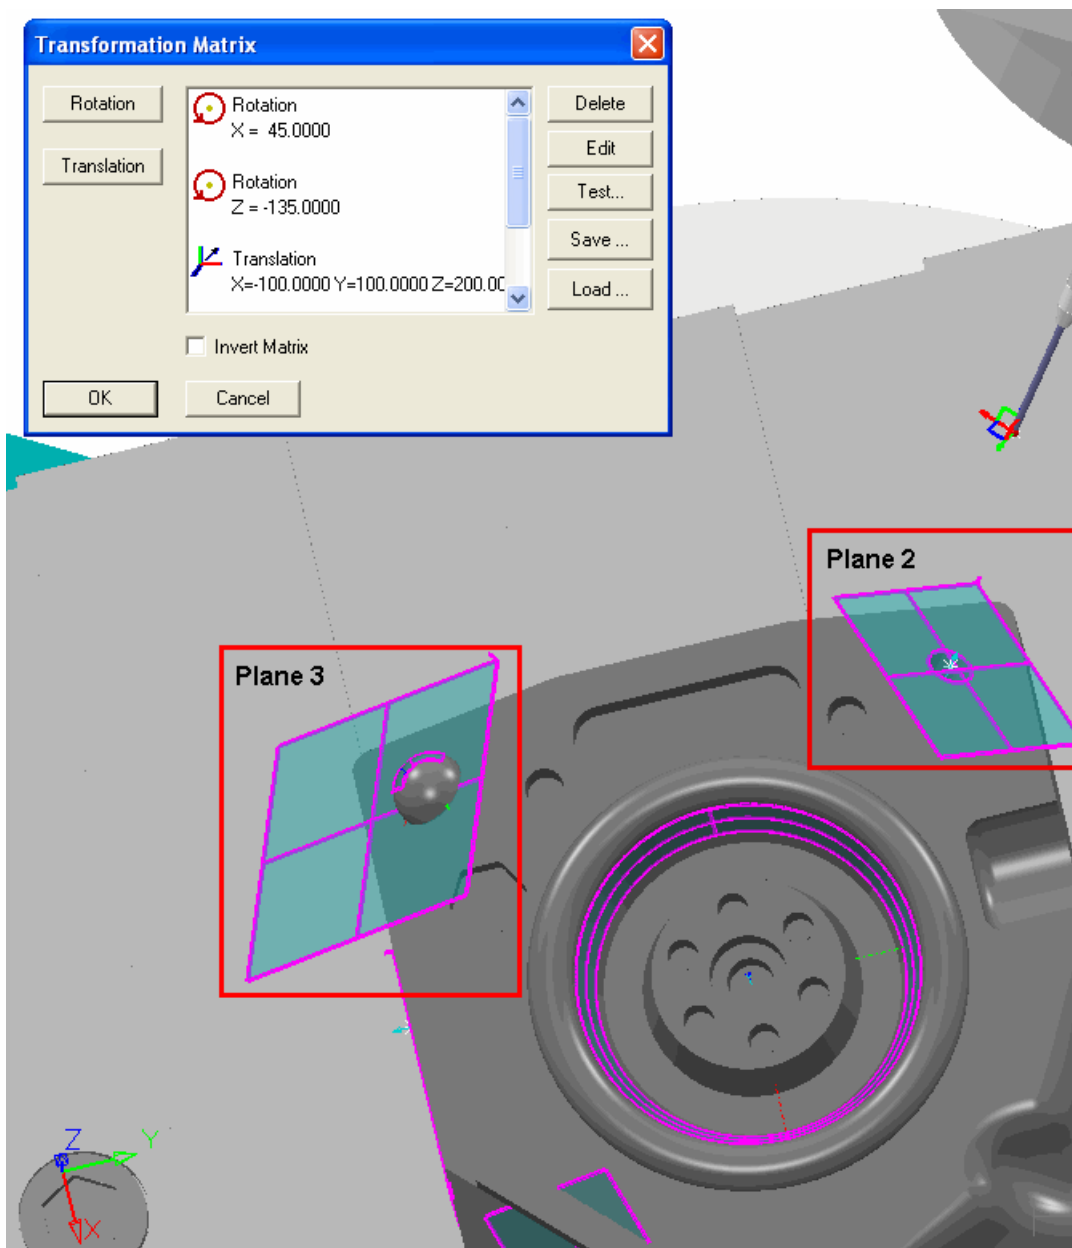 Transformation Matrix
Rotation
Translation
Rotation
X = 45.0000
Rotation
Z = -135.0000
Translation
X=-100.0000 Y=100.0000 Z=200.00
Delete
Edit
Test...
Save ...
Load ...
Invert Matrix
OK
Cancel
Plane 2
Plane 3
Z
Y
X